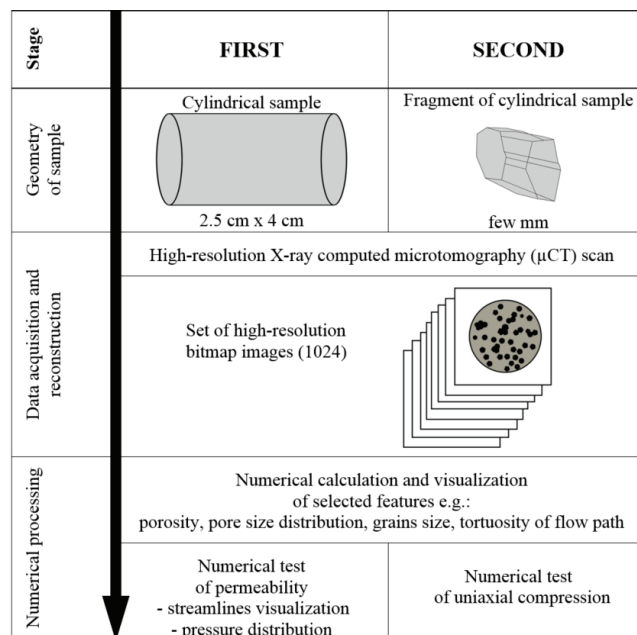 Stage
FIRST
SECOND
Geometry
of sample
Cylindrical sample
2.5 cm x 4 cm
Fragment of cylindrical sample
few mm
Data acquisition and
reconstruction
High-resolution X-ray computed microtomography (µCT) scan
Set of high-resolution
bitmap images (1024)
Numerical processing
Numerical calculation and visualization
of selected features e.g.:
porosity, pore size distribution, grains size, tortuosity of flow path
Numerical test
of permeability
- streamlines visualization
- pressure distribution
Numerical test
of uniaxial compression